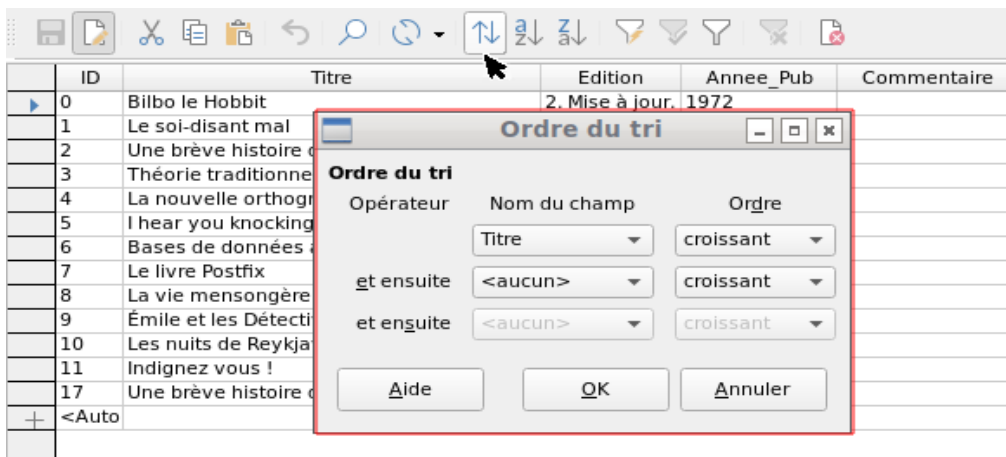 ID Titre Edition Annee_Pub Commentaire
0 Bilbo le Hobbit 2. Mise à jour. 1972
1 Le soi-disant mal
2 Une brève histoire
3 Théorie traditionne
4 La nouvelle orthogr
5 I hear you knocking
6 Bases de données
7 Le livre Postfix
8 La vie mensongère
9 Émile et les Détecti
10 Les nuits de Reykja
11 Indignez vous !
17 Une brève histoire
<Auto
Ordre du tri
Ordre du tri
Opérateur Nom du champ Ordre
Titre croissant
et ensuite <aucun> croissant
et ensuite <aucun> croissant
Aide OK Annuler